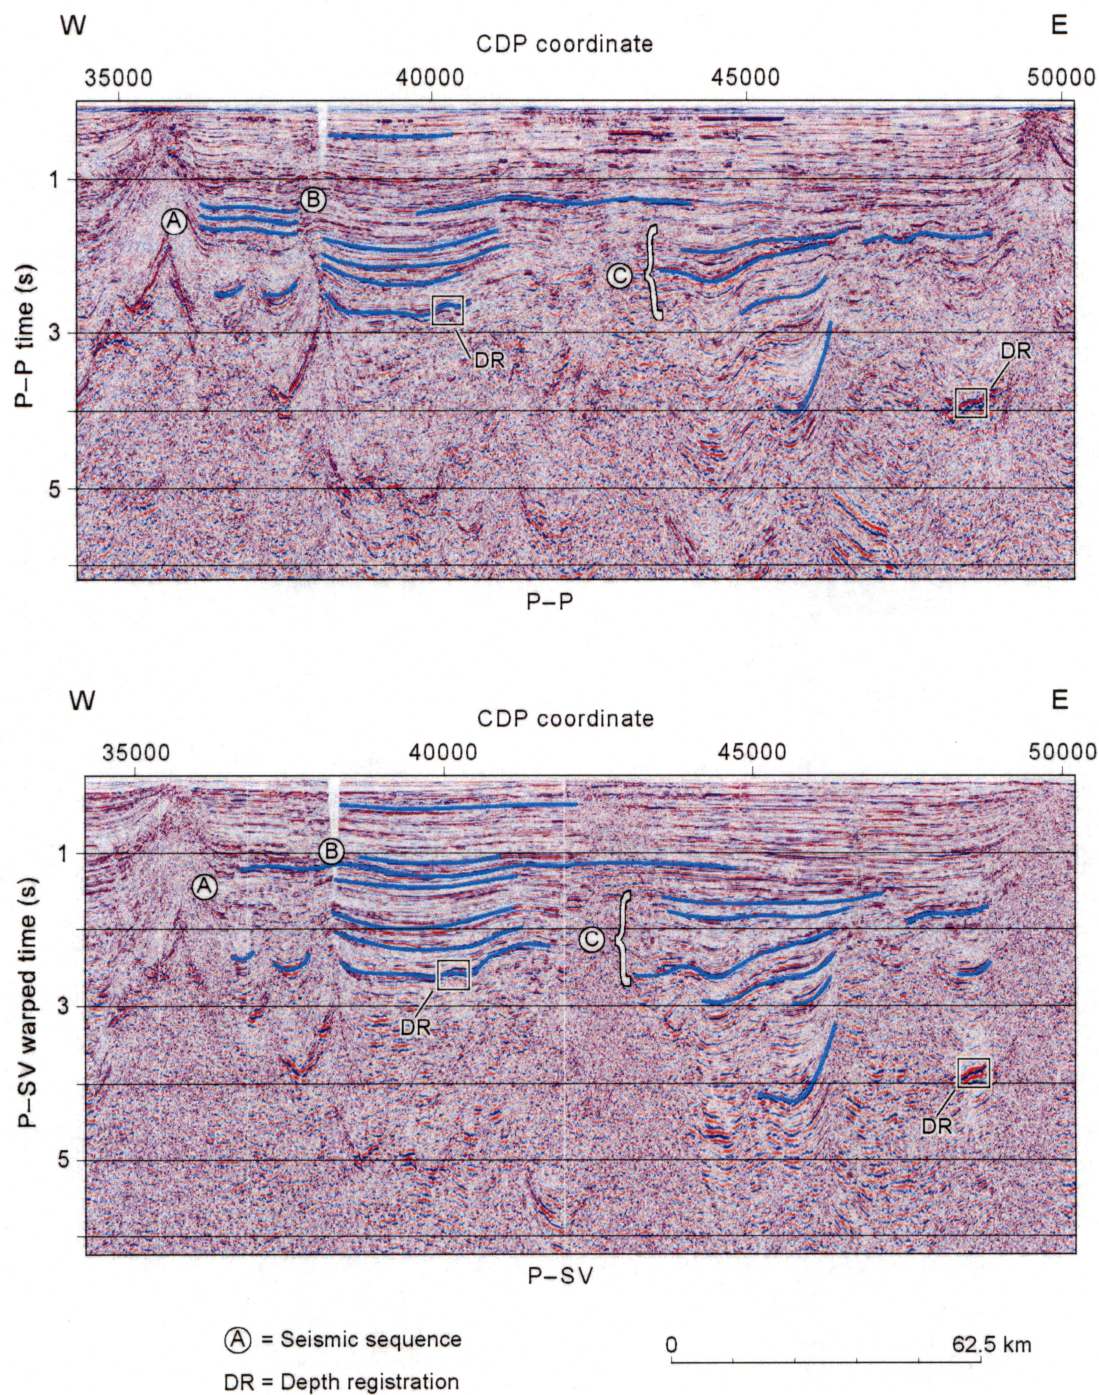 W
E
CDP coordinate
35000 40000 45000 50000
1
B
A
C
3
DR
DR
5
P–P time (s)
P–P
W
E
CDP coordinate
35000 40000 45000 50000
1
B
A
C
3
DR
DR
5
P–SV warped time (s)
P–SV
A = Seismic sequence
DR = Depth registration
0 62.5 km